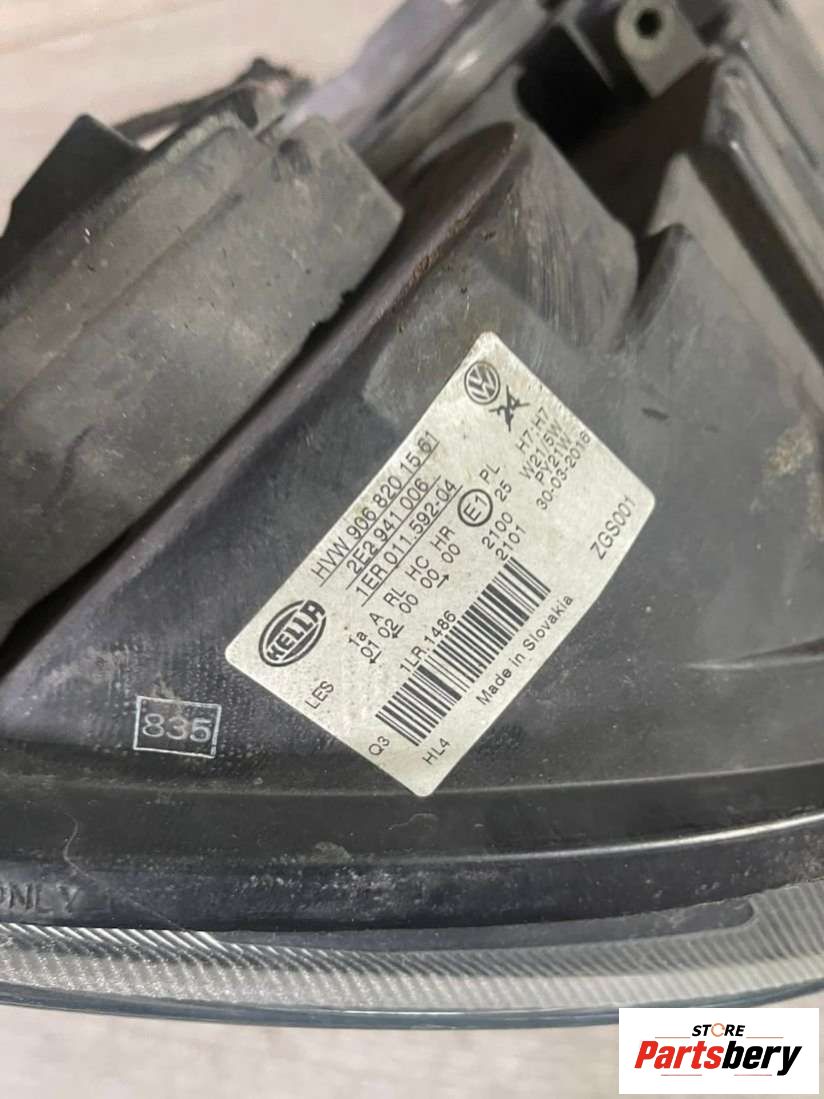 HVW 906 820 15 61
2E2 941 006
1ER 011.592-04
1a A RL HC HR
01 02 00 00 00
E1
PL
25
2100
2101
H7:H7
W21/5W
PY21W
30-03-2016
HELLA
LES
Q3
1LR.1486
HL4
Made in Slovakia
ZGS001
835
ONLY
STORE
Partsbery